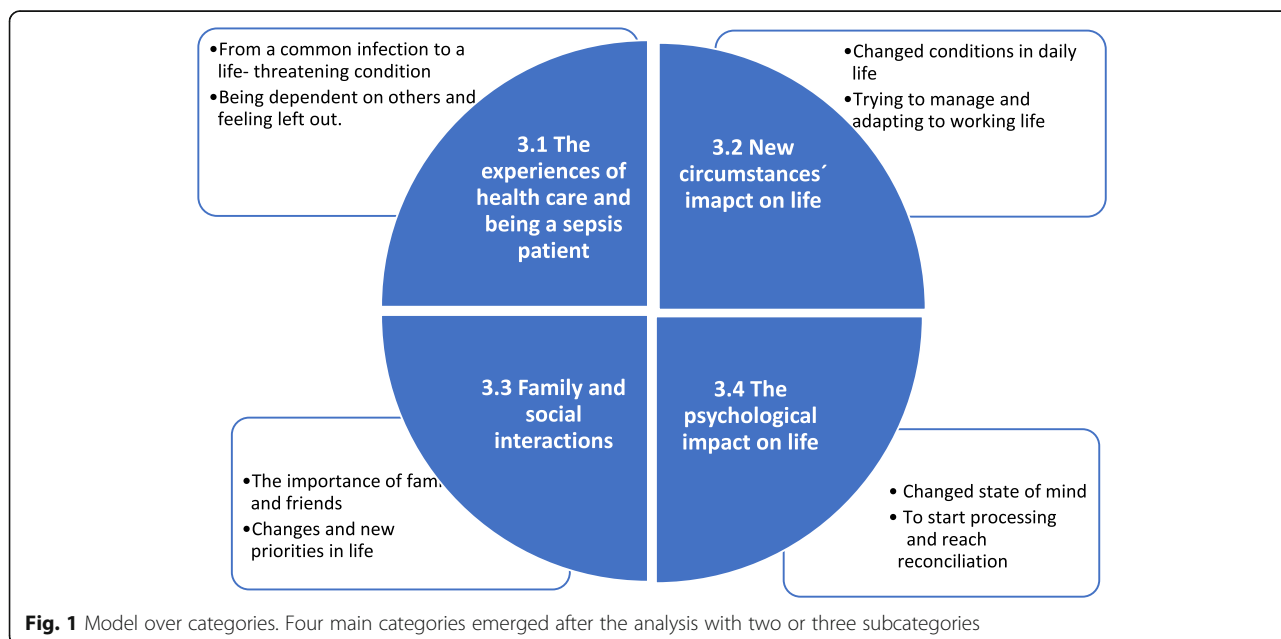 •From a common infection to a
life- threatening condition
•Being dependent on others and
feeling left out.
3.1 The
experiences of
health care and
being a sepsis
patient
•Changed conditions in daily
life
•Trying to manage and
adapting to working life
3.2 New
circumstances´
imapct on life
3.3 Family and
social
interactions
•The importance of fam
and friends
•Changes and new
priorities in life
3.4 The
psychological
impact on life
• Changed state of mind
• To start processing
and reach
reconciliation
Fig. 1 Model over categories. Four main categories emerged after the analysis with two or three subcategories